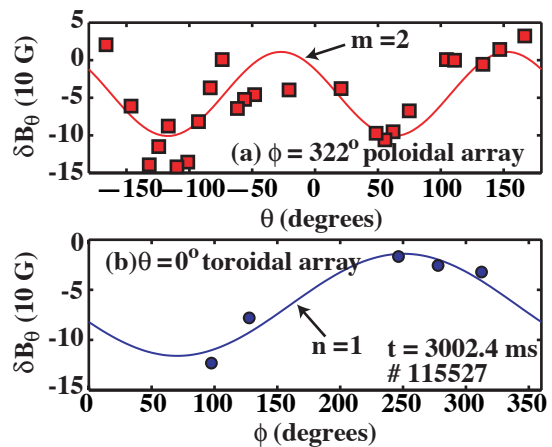 5
0
-5
-10
-15
δBθ (10 G)
m=2
(a) ϕ = 322° poloidal array
−150 −100 −50 0 50 100 150
θ (degrees)
0
-5
-10
-15
δBθ (10 G)
(b)θ=0° toroidal array
n=1
t = 3002.4 ms
# 115527
0 50 100 150 200 250 300 350
ϕ (degrees)